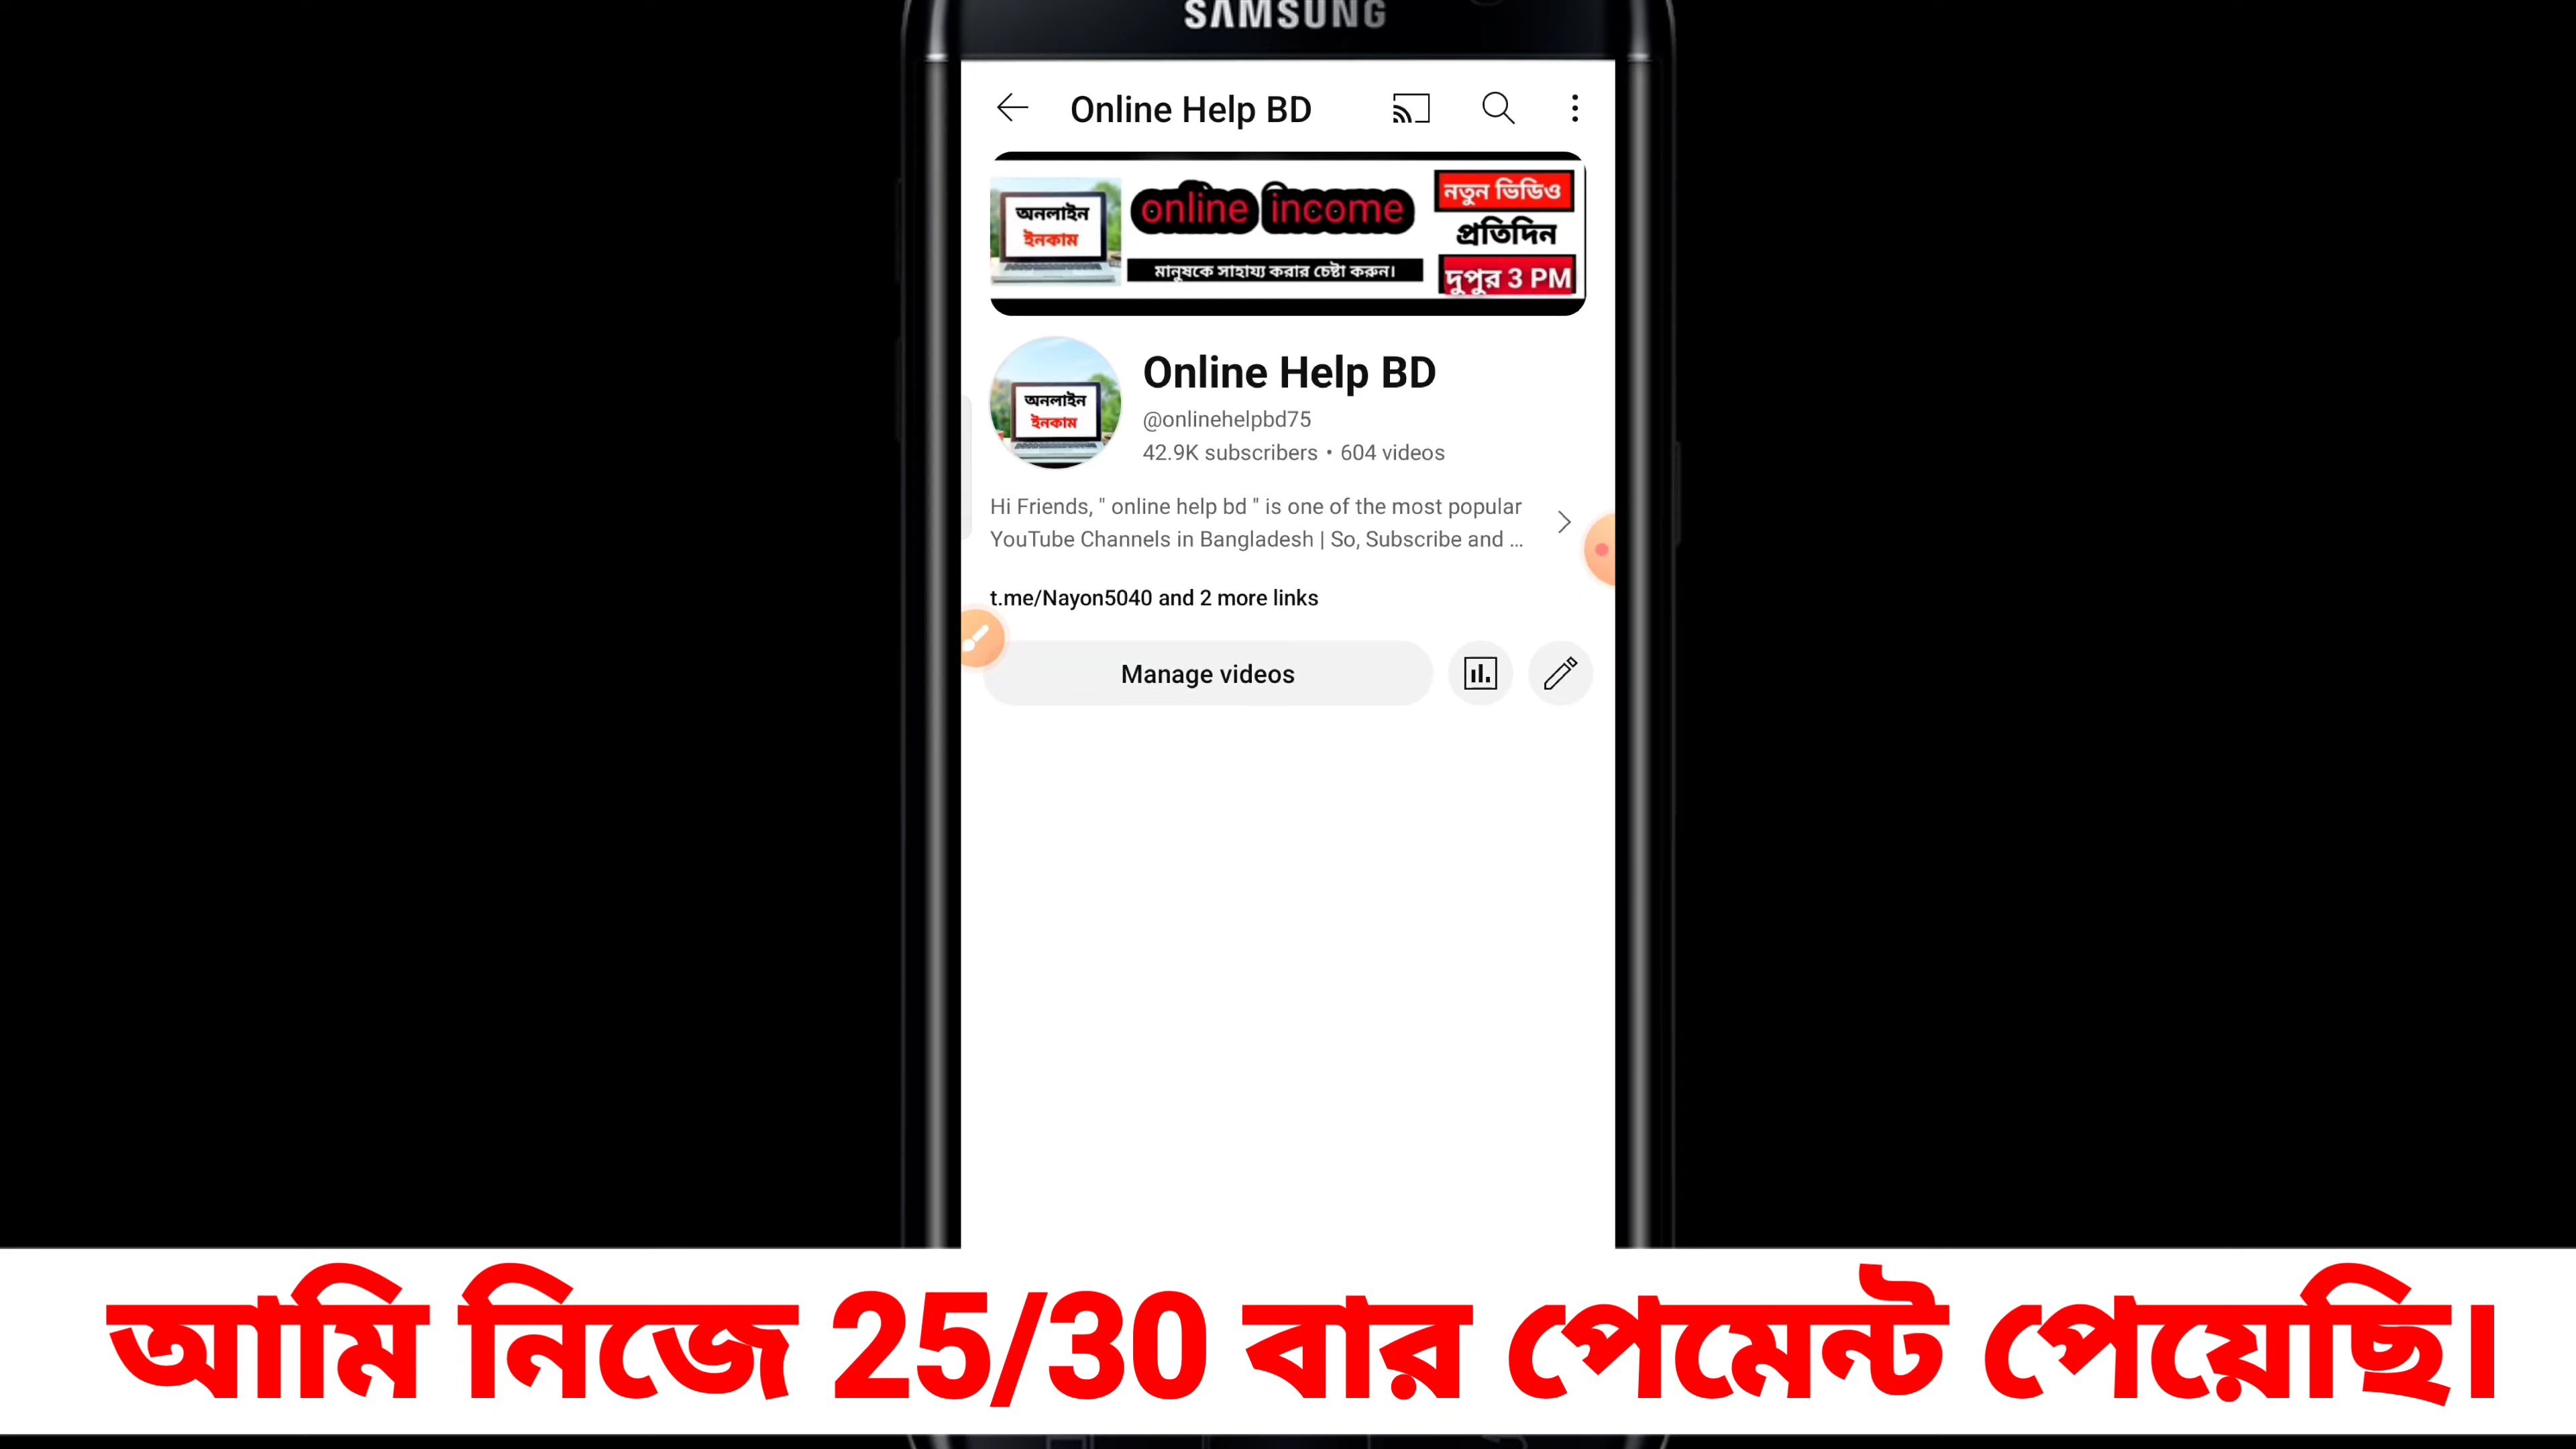 SAMSUNG
Online Help BD
অনলাইন
ইনকাম
online income
মানুষকে সাহায্য করার চেষ্টা করুন।
নতুন ভিডিও
প্রতিদিন
দুপুর 3 PM
অনলাইন
ইনকাম
Online Help BD
@onlinehelpbd75
42.9K subscribers • 604 videos
Hi Friends, " online help bd " is one of the most popular
YouTube Channels in Bangladesh | So, Subscribe and ...
t.me/Nayon5040 and 2 more links
Manage videos
আমি নিজে 25/30 বার পেমেন্ট পেয়েছি।